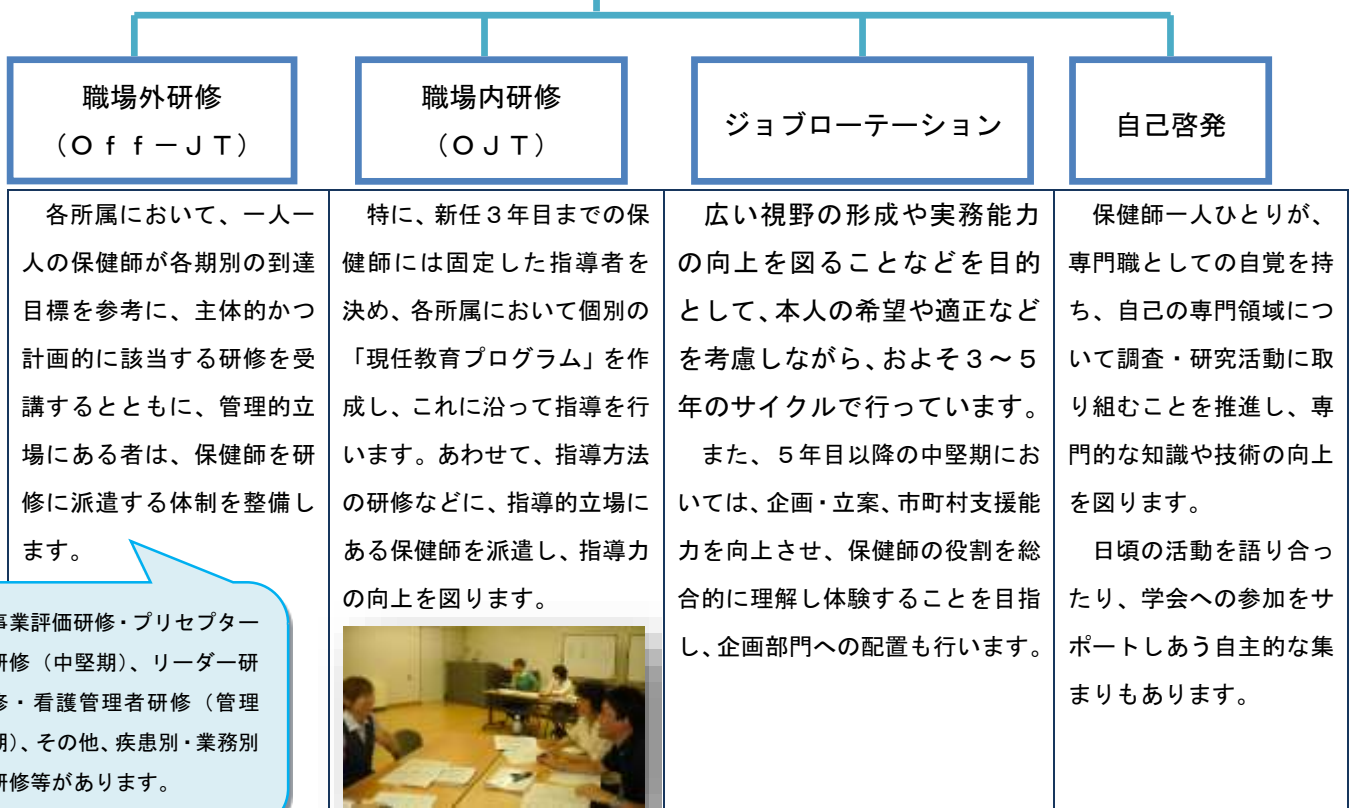 職場外研修
（Ｏｆｆ－ＪＴ）
各所属において、一人一
人の保健師が各期別の到達
目標を参考に、主体的かつ
計画的に該当する研修を受
講するとともに、管理的立
場にある者は、保健師を研
修に派遣する体制を整備し
ます。
事業評価研修・プリセプター
研修（中堅期）、リーダー研
修・看護管理者研修（管理
期）、その他、疾患別・業務別
研修等があります。
職場内研修
（ＯＪＴ）
特に、新任３年目までの保
健師には固定した指導者を
決め、各所属において個別の
「現任教育プログラム」を作
成し、これに沿って指導を行
います。あわせて、指導方法
の研修などに、指導的立場に
ある保健師を派遣し、指導力
の向上を図ります。
ジョブローテーション
広い視野の形成や実務能力
の向上を図ることなどを目的
として、本人の希望や適正など
を考慮しながら、およそ３～５
年のサイクルで行っています。
また、５年目以降の中堅期にお
いては、企画・立案、市町村支援能
力を向上させ、保健師の役割を総
合的に理解し体験することを目指
し、企画部門への配置も行います。
自己啓発
保健師一人ひとりが、
専門職としての自覚を持
ち、自己の専門領域につ
いて調査・研究活動に取
り組むことを推進し、専
門的な知識や技術の向上
を図ります。
日頃の活動を語り合っ
たり、学会への参加をサ
ポートしあう自主的な集
まりもあります。